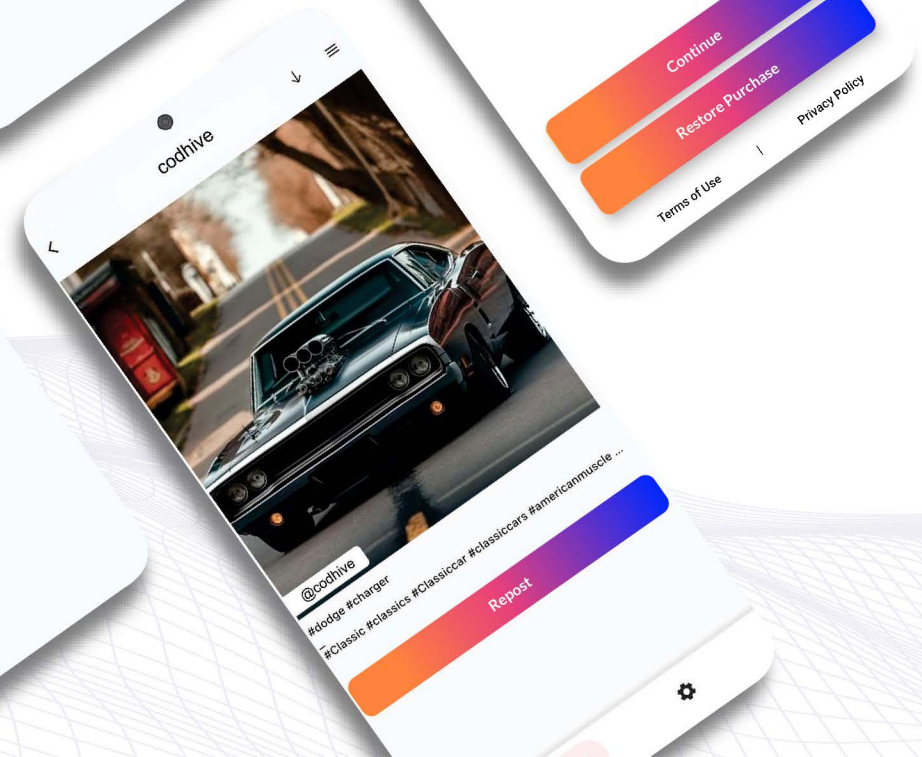 Continue
Restore Purchase
Terms of Use | Privacy Policy
codhive
@codhive
#dodge #charger
_
#Classic #classics #Classiccar #classiccars #americanmuscle ...
Repost